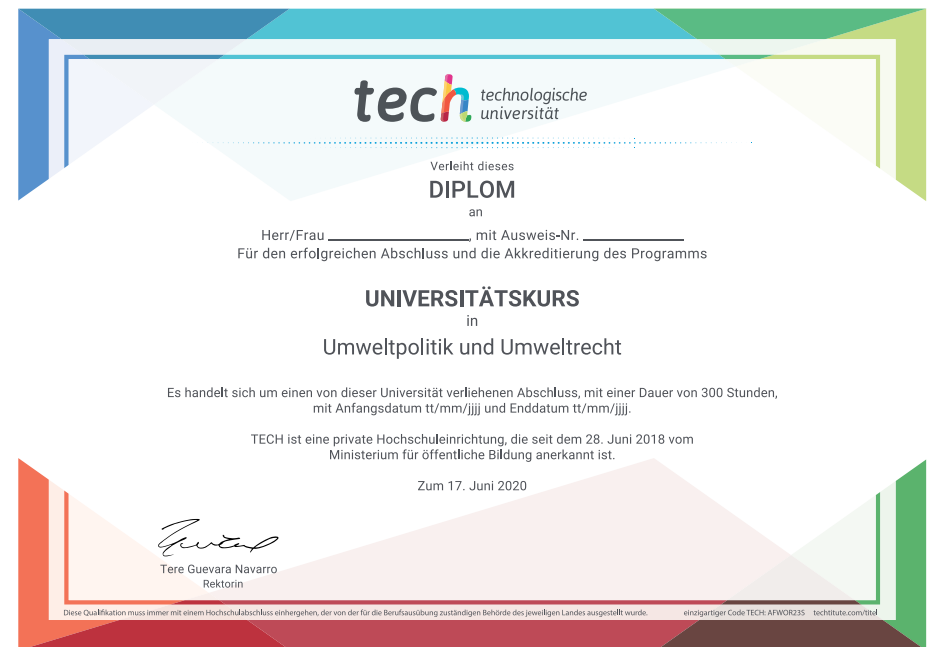 tech technologische
universität
Verleiht dieses
DIPLOM
an
Herr/Frau __________, mit Ausweis-Nr. __________
Für den erfolgreichen Abschluss und die Akkreditierung des Programms
UNIVERSITÄTSKURS
in
Umweltpolitik und Umweltrecht
Es handelt sich um einen von dieser Universität verliehenen Abschluss, mit einer Dauer von 300 Stunden,
mit Anfangsdatum tt/mm/jjjj und Enddatum tt/mm/jjjj.
TECH ist eine private Hochschuleinrichtung, die seit dem 28. Juni 2018 vom
Ministerium für öffentliche Bildung anerkannt ist.
Zum 17. Juni 2020
Tere Guevara Navarro
Rektorin
Diese Qualifikation muss immer mit einem Hochschulabschluss einhergehen, der von der für die Berufsausübung zuständigen Behörde des jeweiligen Landes ausgestellt wurde. einzigartiger Code TECH: AFWOR23S techtitute.com/titel